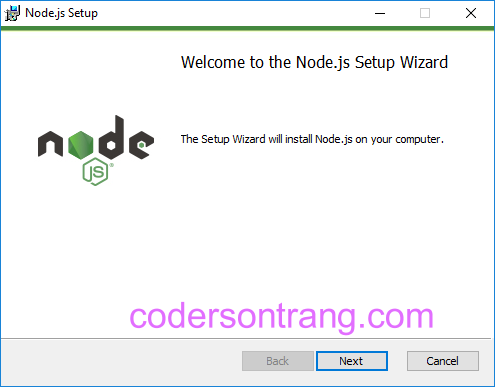 Node.js Setup
Welcome to the Node.js Setup Wizard
node
JS
®
The Setup Wizard will install Node.js on your computer.
codersontrang.com
Back
Next
Cancel